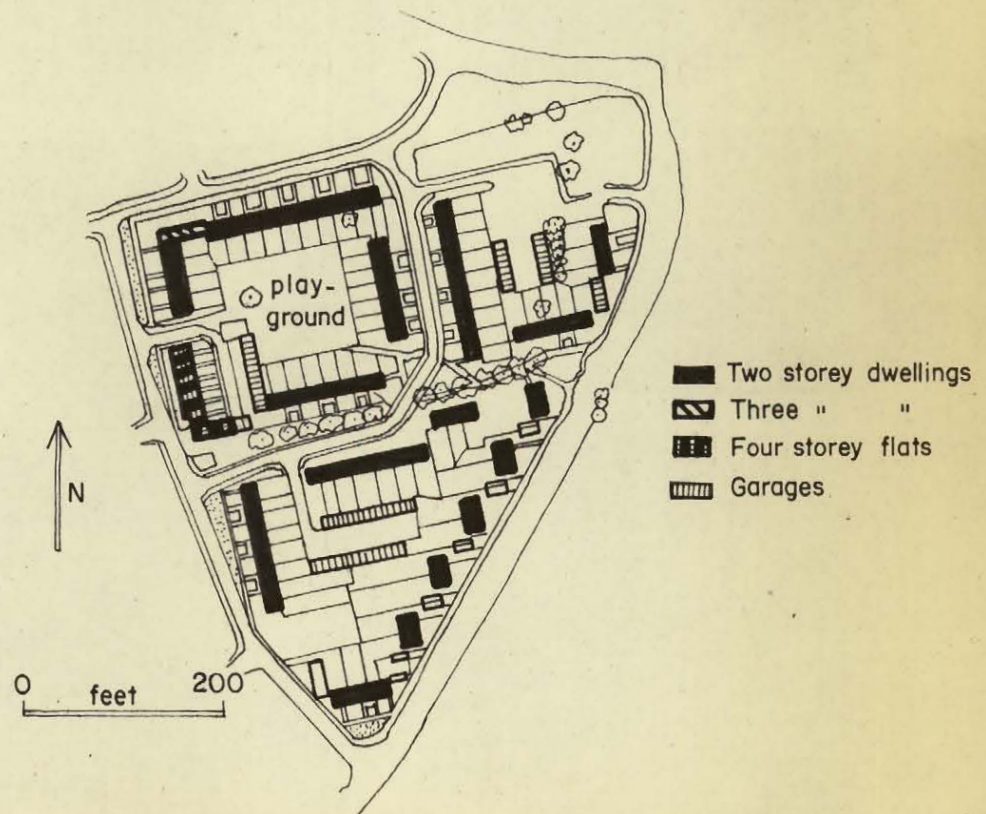 play-
ground
Two storey dwellings
Three " "
Four storey flats
Garages
N
0 feet 200